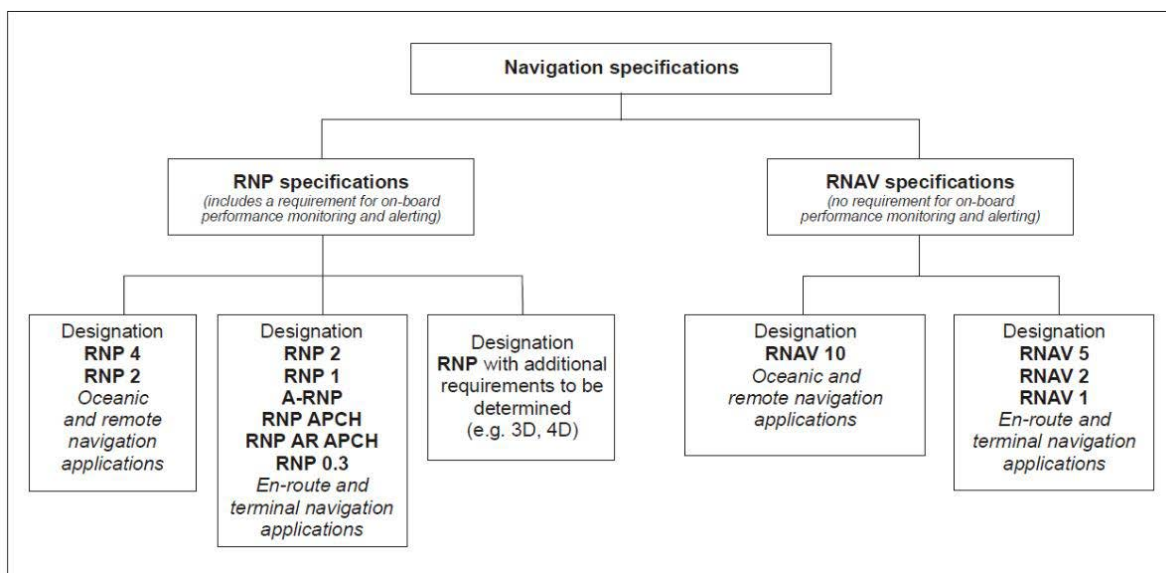 Navigation specifications
RNP specifications
(includes a requirement for on-board
performance monitoring and alerting)
RNAV specifications
(no requirement for on-board
performance monitoring and alerting)
Designation
RNP 4
RNP 2
Oceanic
and remote
navigation
applications
Designation
RNP 2
RNP 1
A-RNP
RNP APCH
RNP AR APCH
RNP 0.3
En-route and
terminal navigation
applications
Designation
RNP with additional
requirements to be
determined
(e.g. 3D, 4D)
Designation
RNAV 10
Oceanic and
remote navigation
applications
Designation
RNAV 5
RNAV 2
RNAV 1
En-route and
terminal navigation
applications